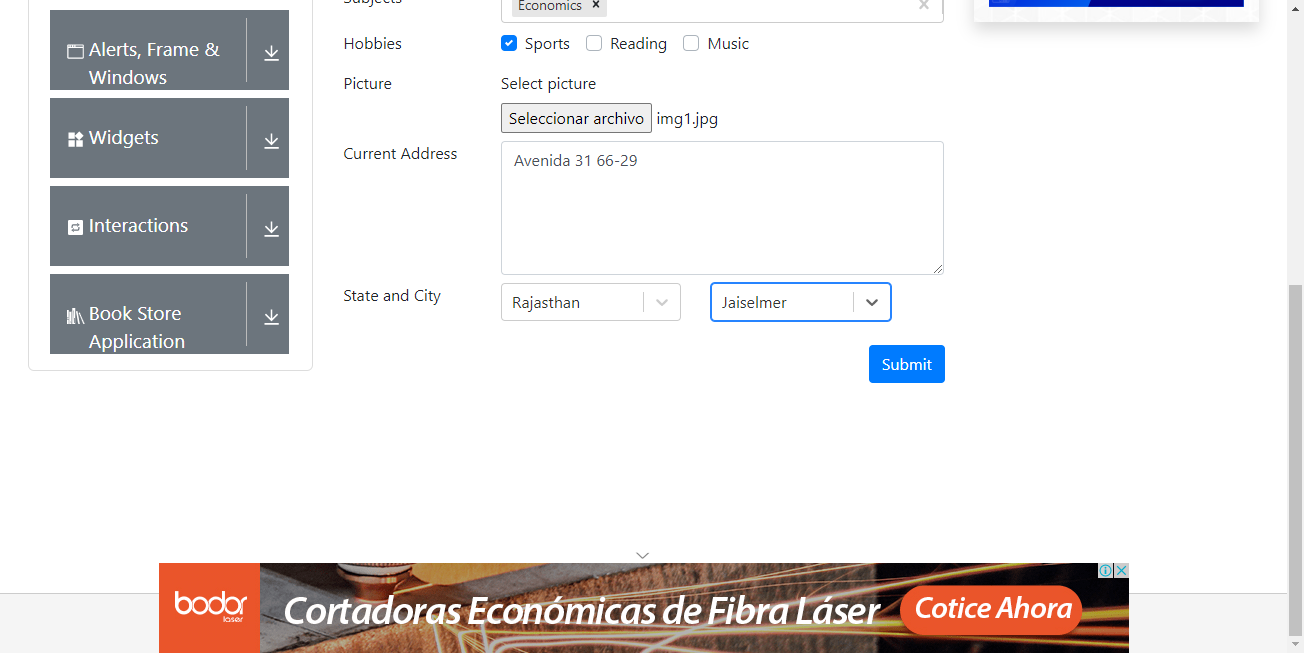 Subjects
Economics ×
Alerts, Frame &
Windows
Hobbies
Sports Reading Music
Picture
Select picture
Seleccionar archivo img1.jpg
Widgets
Current Address
Avenida 31 66-29
Interactions
State and City
Rajasthan
Jaiselmer
Book Store
Application
Submit
bodor
laser
Cortadoras Económicas de Fibra Láser
Cotice Ahora